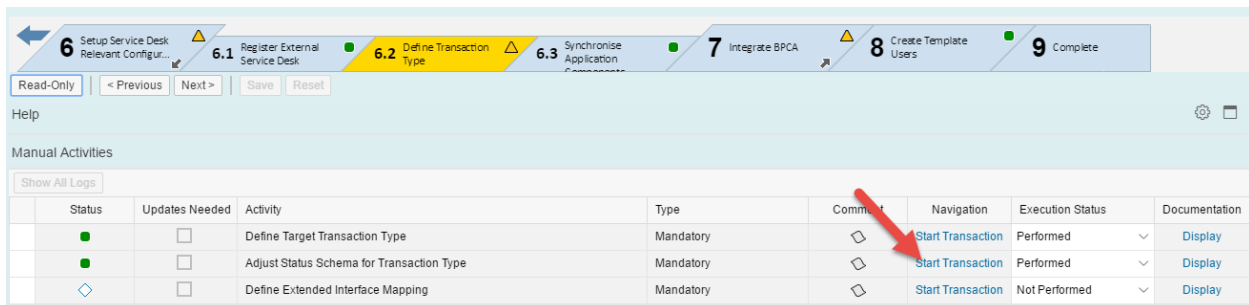 6 Setup Service Desk
Relevant Configur...
6.1 Register External
Service Desk
6.2 Define Transaction
Type
6.3 Synchronise
Application
Components
7 Integrate BPCA
8 Create Template
Users
9 Complete
Read-Only < Previous Next > Save Reset
Help
Manual Activities
Show All Logs
Status Updates Needed Activity Type Comment Navigation Execution Status Documentation
Define Target Transaction Type Mandatory Start Transaction Performed Display
Adjust Status Schema for Transaction Type Mandatory Start Transaction Performed Display
Define Extended Interface Mapping Mandatory Start Transaction Not Performed Display